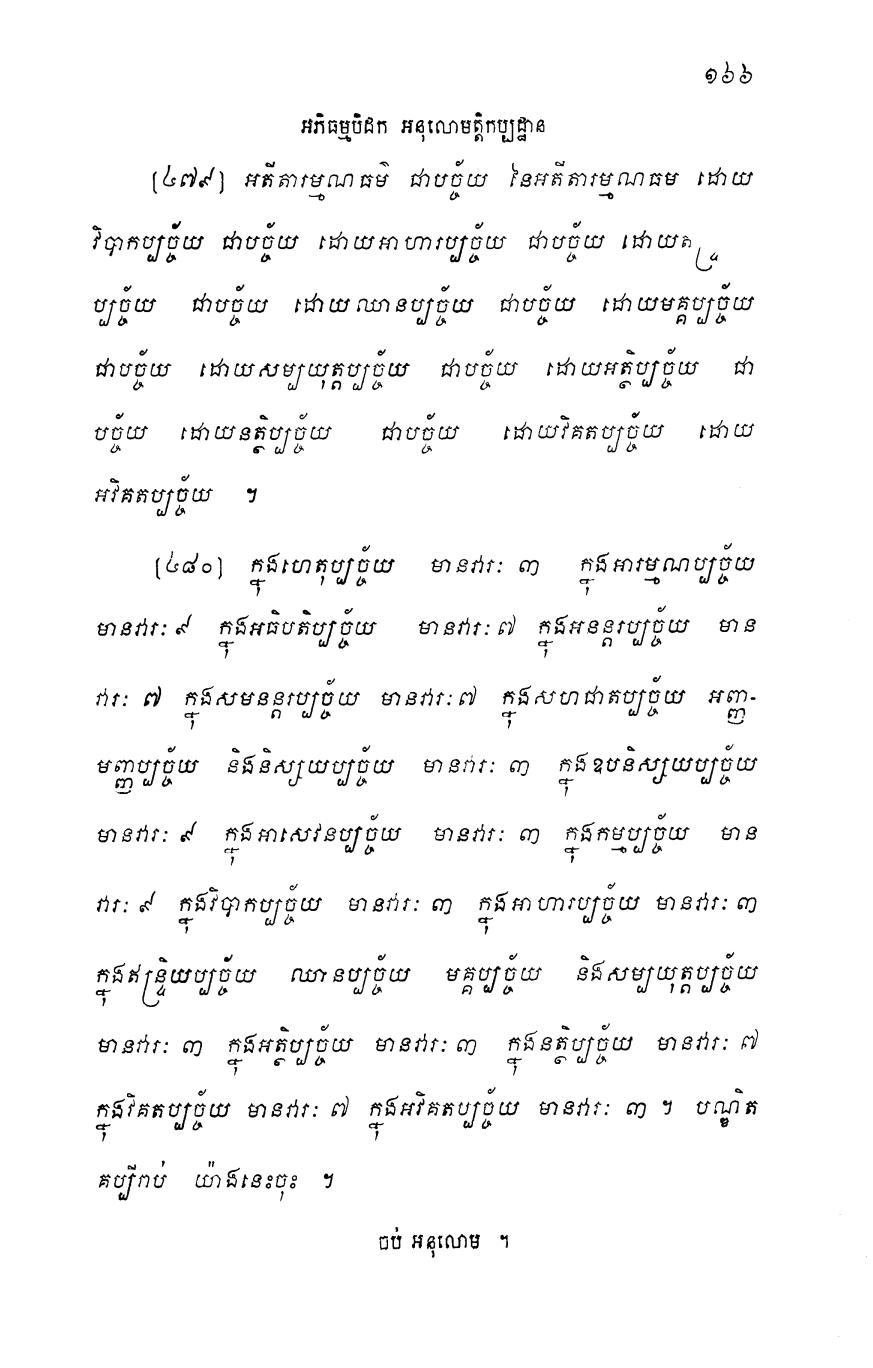 ១៦៦
អភិធម្មបិដក អនុលោមត្តិកប្បដ្ឋាន
[៤៧៩] អតីតារម្មណធម៌ ជាបច្ច័យ នៃអតីតារម្មណធម ដោយ
វិបាកប្បច្ច័យ ជាបច្ច័យ ដោយអាហារប្បច្ច័យ ជាបច្ច័យ
ប្បច្ច័យ ជាបច្ច័យ ដោយឈានប្បច្ច័យ ជាបច្ច័យ ដោយមគ្គប្បច្ច័យ
ជាបច្ច័យ ដោយសម្បយុត្តប្បច្ច័យ ជាបច្ច័យ ដោយអត្ថិប្បច្ច័យ ជា
បច្ច័យ ដោយនត្ថិប្បច្ច័យ ជាបច្ច័យ ដោយវិគតប្បច្ច័យ ដោយ
អវិគតប្បច្ច័យ ។
[៤៨០] ក្នុងហេតុប្បច្ច័យ មានវារៈ ៣ ក្នុងអារម្មណប្បច្ច័យ
មានវារៈ ៩ ក្នុងអធិបតិប្បច្ច័យ មានវារៈ ៧ ក្នុងអនន្តរប្បច្ច័យ មាន
វារៈ ៧ ក្នុងសមនន្តរប្បច្ច័យ មានវារៈ ៧ ក្នុងសហជាតប្បច្ច័យ អញ្ញា-
មញ្ញប្បច្ច័យ និងនិស្សយប្បច្ច័យ មានវារៈ ៣ ក្នុងឧបនិស្សយប្បច្ច័យ
មានវារៈ ៩ ក្នុងអាសេវនប្បច្ច័យ មានវារៈ ៣ ក្នុងកម្មប្បច្ច័យ មាន
វារៈ ៩ ក្នុងវិបាកប្បច្ច័យ មានវារៈ ៣ ក្នុងអាហារប្បច្ច័យ មានវារៈ ៣
ក្នុងឥន្ទ្រិយប្បច្ច័យ ឈានប្បច្ច័យ មគ្គប្បច្ច័យ និងសម្បយុត្តប្បច្ច័យ
មានវារៈ ៣ ក្នុងអត្ថិប្បច្ច័យ មានវារៈ ៣ ក្នុងនត្ថិប្បច្ច័យ មានវារៈ ៧
ក្នុងវិគតប្បច្ច័យ មានវារៈ ៧ ក្នុងអវិគតប្បច្ច័យ មានវារៈ ៣ ។ បណ្ឌិត
គប្បីរាប់ យ៉ាងនេះចុះ ។
ចប់ អនុលោម ។